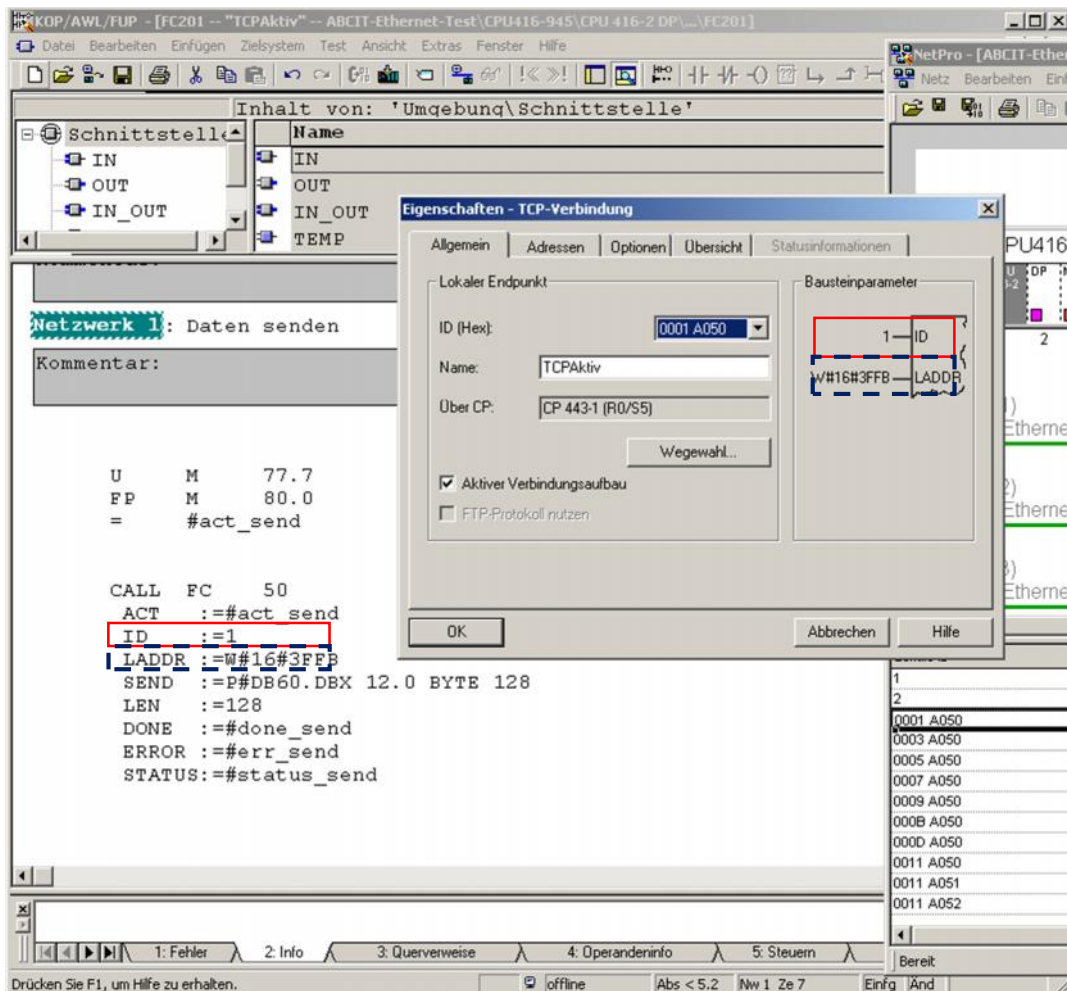 KOP/AWL/FUP - [FC201 -- "TCPAktiv" -- ABCIT-Ethernet-Test\CPU416-945\CPU 416-2 DP\...\FC201]
Datei Bearbeiten Einfügen Zielsystem Test Ansicht Extras Fenster Hilfe
Inhalt von: 'Umgebung\Schnittstelle'
Schnittstelle
IN
OUT
IN_OUT
Name
IN
OUT
IN_OUT
TEMP
Netzwerk 1: Daten senden
Kommentar:
U M 77.7
FP M 80.0
= #act_send
CALL FC 50
ACT :=#act_send
ID :=1
LADDR :=W#16#3FFB
SEND :=P#DB60.DBX 12.0 BYTE 128
LEN :=128
DONE :=#done_send
ERROR :=#err_send
STATUS:=#status_send
1: Fehler 2: Info 3: Querverweise 4: Operandeninfo 5: Steuern
Drücken Sie F1, um Hilfe zu erhalten. offline Abs < 5.2 Nw 1 Ze 7 Einfg Änd
Eigenschaften - TCP-Verbindung
Allgemein Adressen Optionen Übersicht Statusinformationen
Lokaler Endpunkt
ID (Hex): 0001 A050
Name: TCPAktiv
Über CP: CP 443-1 (R0/S5)
Wegewahl...
Aktiver Verbindungsaufbau
FTP-Protokoll nutzen
Bausteinparameter
1 ID
W#16#3FFB LADDR
OK Abbrechen Hilfe
NetPro - [ABCIT-Ether
Netz Bearbeiten Einf
PU416
DP
2
1)
Etherne
2)
Etherne
3)
Etherne
1
2
0001 A050
0003 A050
0005 A050
0007 A050
0009 A050
000B A050
000D A050
0011 A050
0011 A051
0011 A052
Bereit